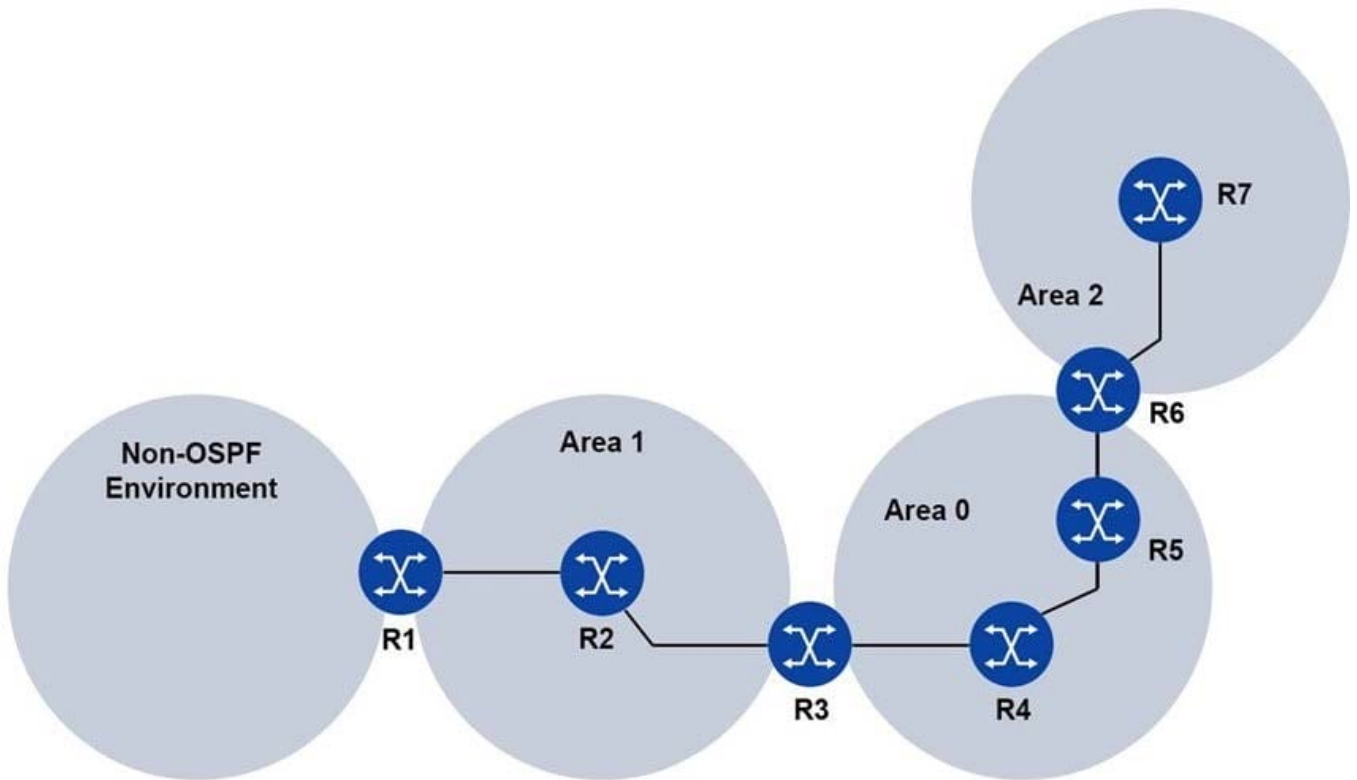 R7
Area 2
R6
Non-OSPF
Environment
Area 1
Area 0
R5
R1
R2
R3
R4